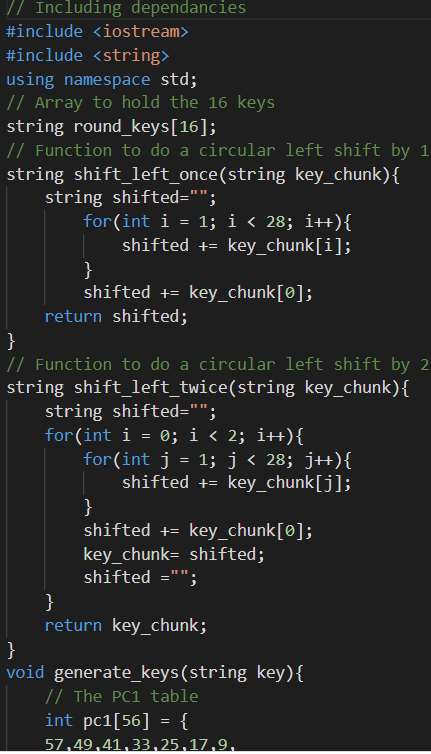 // Including dependancies
#include <iostream>
#include <string>
using namespace std;
// Array to hold the 16 keys
string round_keys[16];
// Function to do a circular left shift by 1
string shift_left_once(string key_chunk){
    string shifted="";
        for(int i = 1; i < 28; i++){
            shifted += key_chunk[i];
        }
        shifted += key_chunk[0];
    return shifted;
}
// Function to do a circular left shift by 2
string shift_left_twice(string key_chunk){
    string shifted="";
    for(int i = 0; i < 2; i++){
        for(int j = 1; j < 28; j++){
            shifted += key_chunk[j];
        }
        shifted += key_chunk[0];
        key_chunk= shifted;
        shifted ="";
    }
    return key_chunk;
}
void generate_keys(string key){
    // The PC1 table
    int pc1[56] = {
    57,49,41,33,25,17,9,